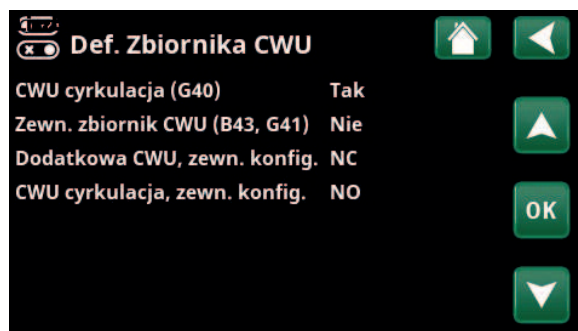 Def. Zbiornika CWU
CWU cyrkulacja (G40) Tak
Zewn. zbiornik CWU (B43, G41) Nie
Dodatkowa CWU, zewn. konfig. NC
CWU cyrkulacja, zewn. konfig. NO
OK